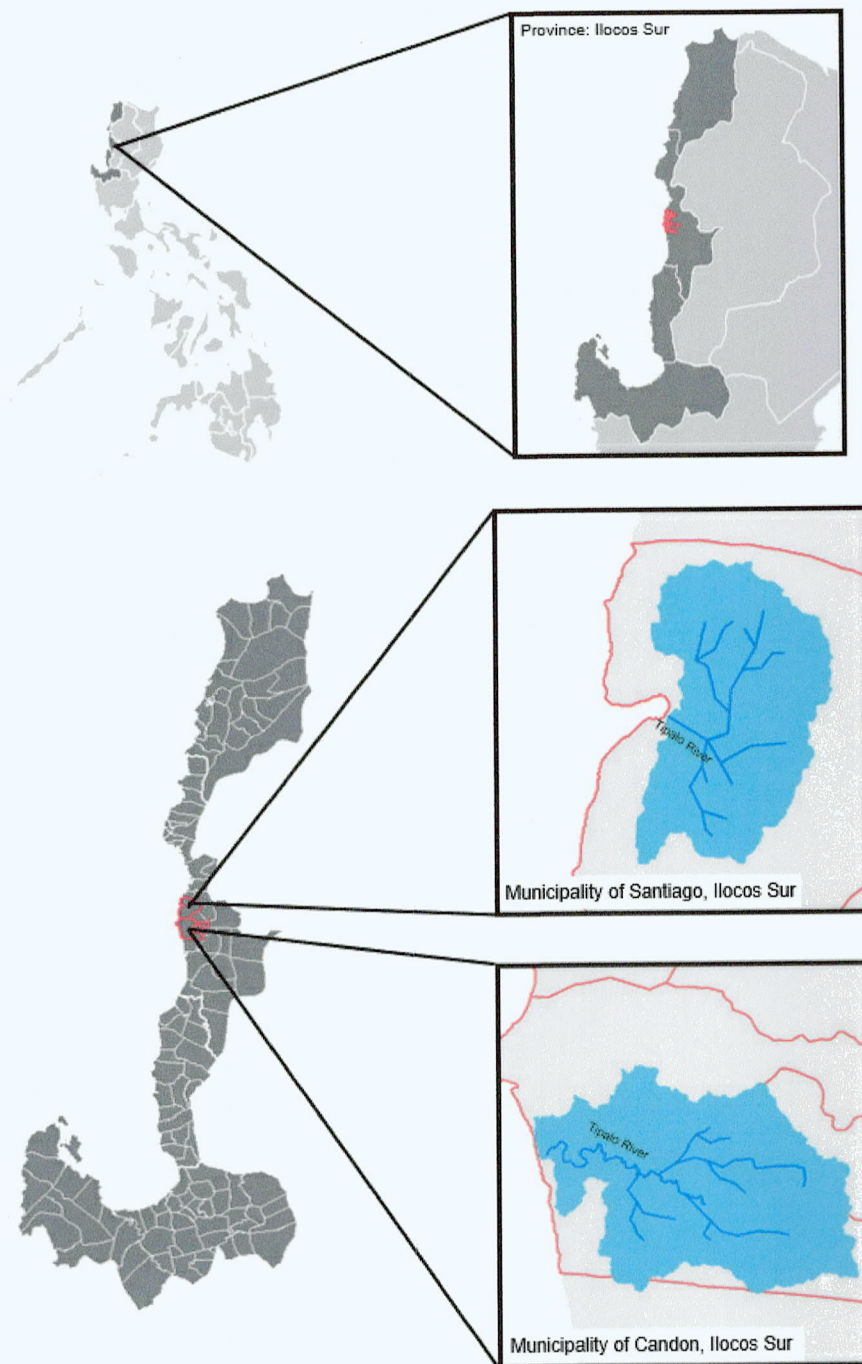 Province: Ilocos Sur
Tipalo River
Municipality of Santiago, Ilocos Sur
Tipalo River
Municipality of Candon, Ilocos Sur